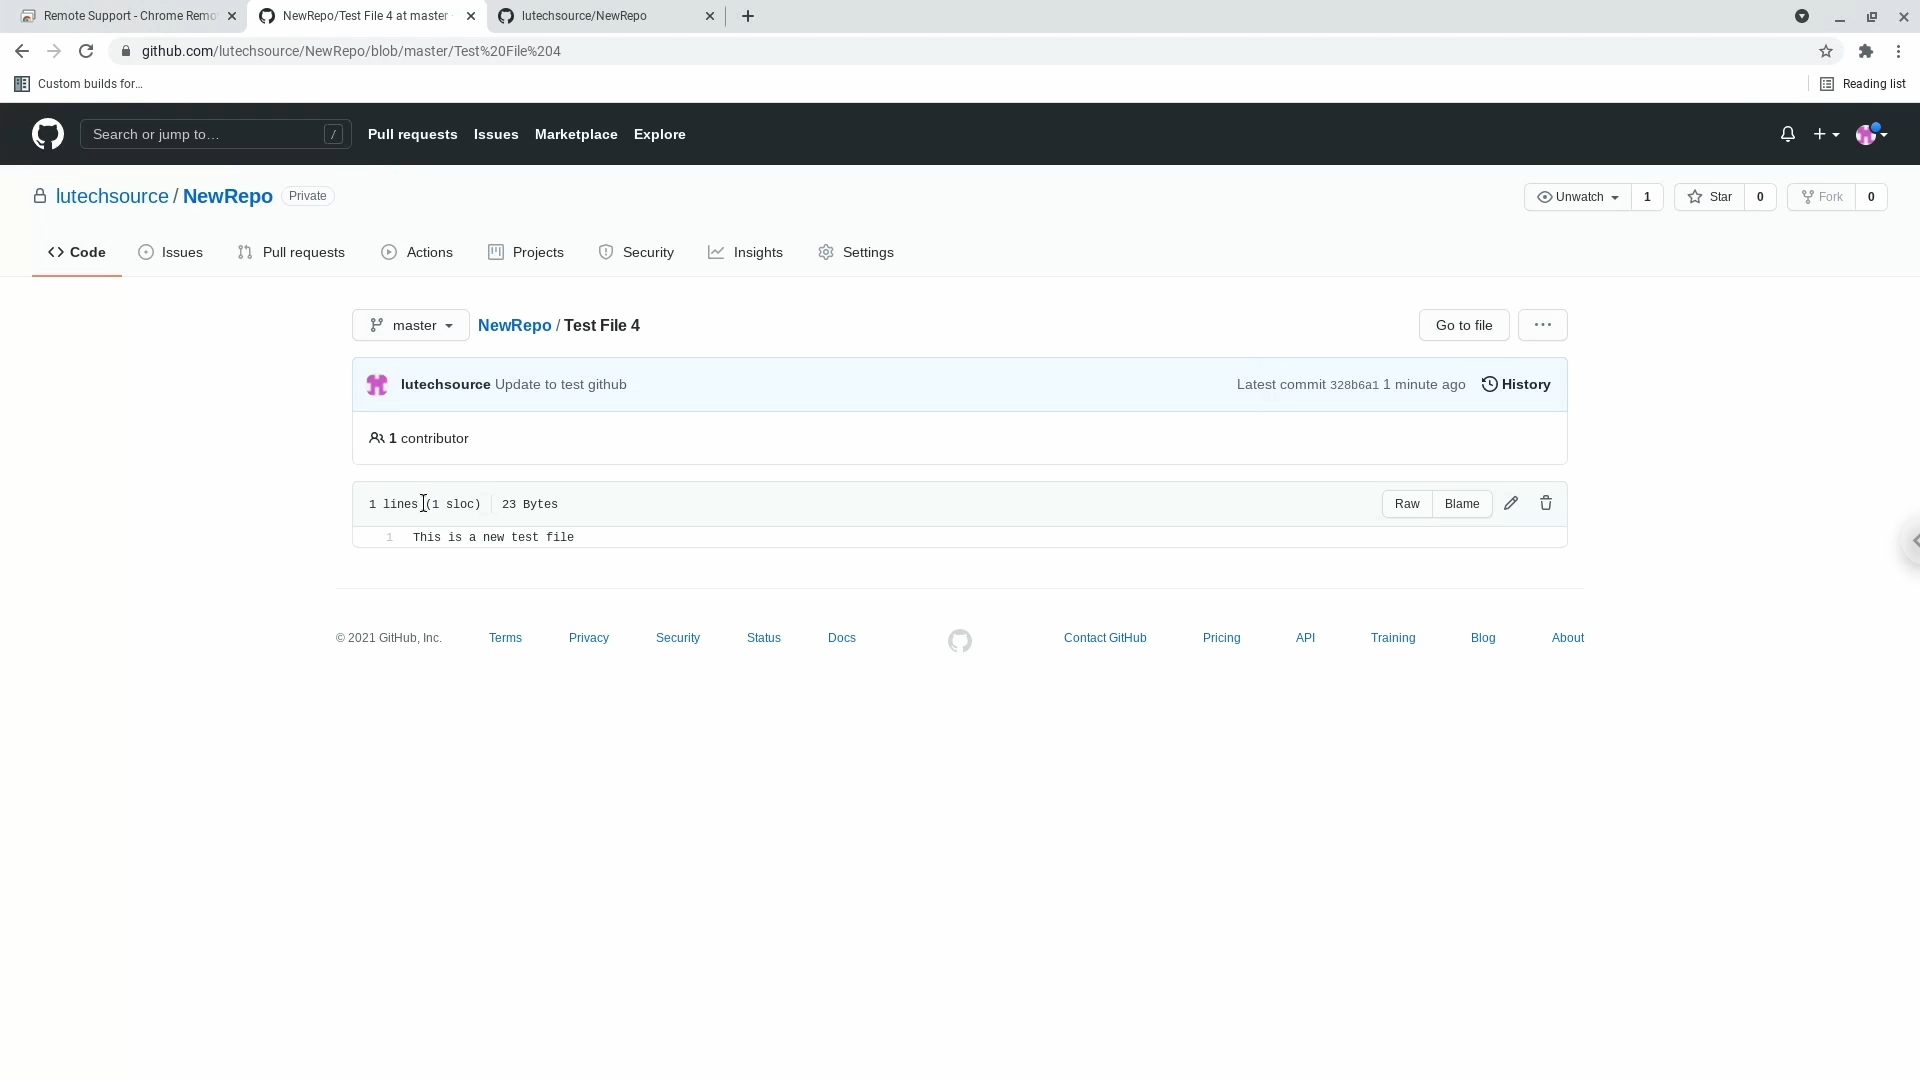 Remote Support - Chrome Remo
NewRepo/Test File 4 at master
lutechsource/NewRepo
github.com/lutechsource/NewRepo/blob/master/Test%20File%204
Custom builds for...
Reading list
Search or jump to...
/
Pull requests
Issues
Marketplace
Explore
lutechsource / NewRepo
Private
Unwatch
1
Star
0
Fork
0
Code
Issues
Pull requests
Actions
Projects
Security
Insights
Settings
master
NewRepo / Test File 4
Go to file
lutechsource Update to test github
Latest commit 328b6a1 1 minute ago
History
1 contributor
1 lines (1 sloc)
23 Bytes
Raw
Blame
1 This is a new test file
© 2021 GitHub, Inc.
Terms
Privacy
Security
Status
Docs
Contact GitHub
Pricing
API
Training
Blog
About